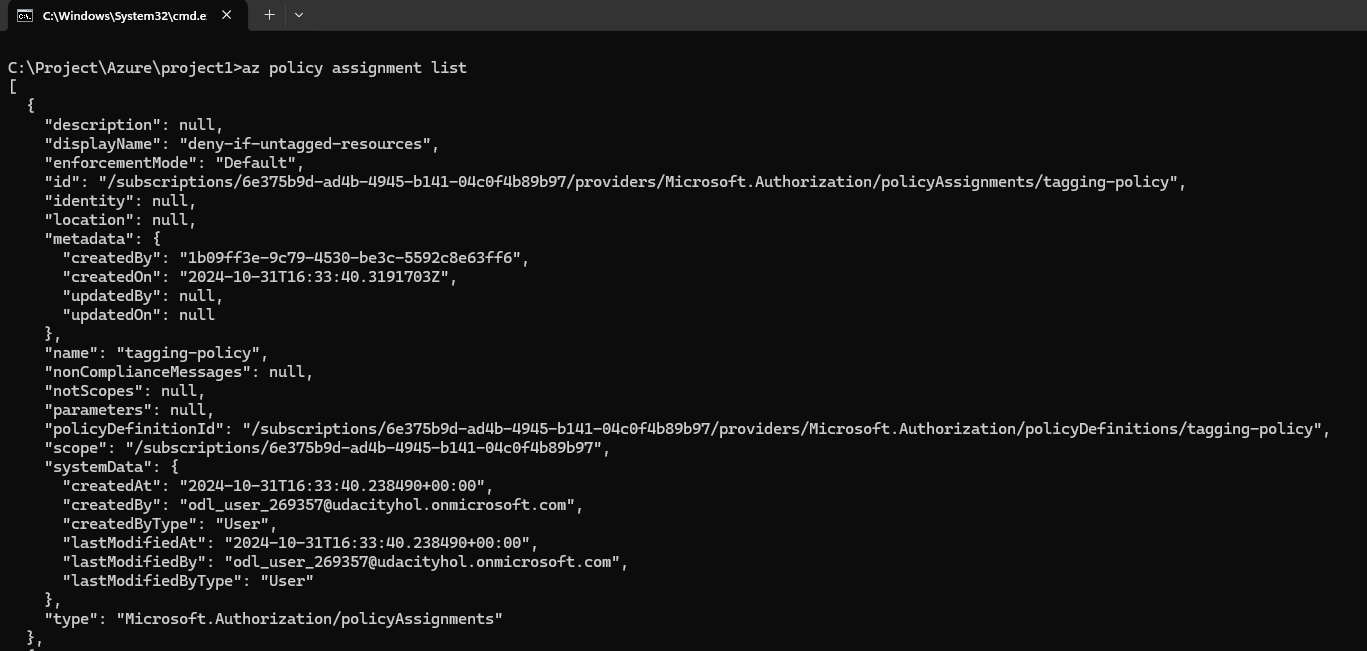 C:\Windows\System32\cmd.e
C:\Project\Azure\project1>az policy assignment list
[
  {
    "description": null,
    "displayName": "deny-if-untagged-resources",
    "enforcementMode": "Default",
    "id": "/subscriptions/6e375b9d-ad4b-4945-b141-04c0f4b89b97/providers/Microsoft.Authorization/policyAssignments/tagging-policy",
    "identity": null,
    "location": null,
    "metadata": {
      "createdBy": "1b09ff3e-9c79-4530-be3c-5592c8e63ff6",
      "createdOn": "2024-10-31T16:33:40.3191703Z",
      "updatedBy": null,
      "updatedOn": null
    },
    "name": "tagging-policy",
    "nonComplianceMessages": null,
    "notScopes": null,
    "parameters": null,
    "policyDefinitionId": "/subscriptions/6e375b9d-ad4b-4945-b141-04c0f4b89b97/providers/Microsoft.Authorization/policyDefinitions/tagging-policy",
    "scope": "/subscriptions/6e375b9d-ad4b-4945-b141-04c0f4b89b97",
    "systemData": {
      "createdAt": "2024-10-31T16:33:40.238490+00:00",
      "createdBy": "odl_user_269357@udacityhol.onmicrosoft.com",
      "createdByType": "User",
      "lastModifiedAt": "2024-10-31T16:33:40.238490+00:00",
      "lastModifiedBy": "odl_user_269357@udacityhol.onmicrosoft.com",
      "lastModifiedByType": "User"
    },
    "type": "Microsoft.Authorization/policyAssignments"
  },